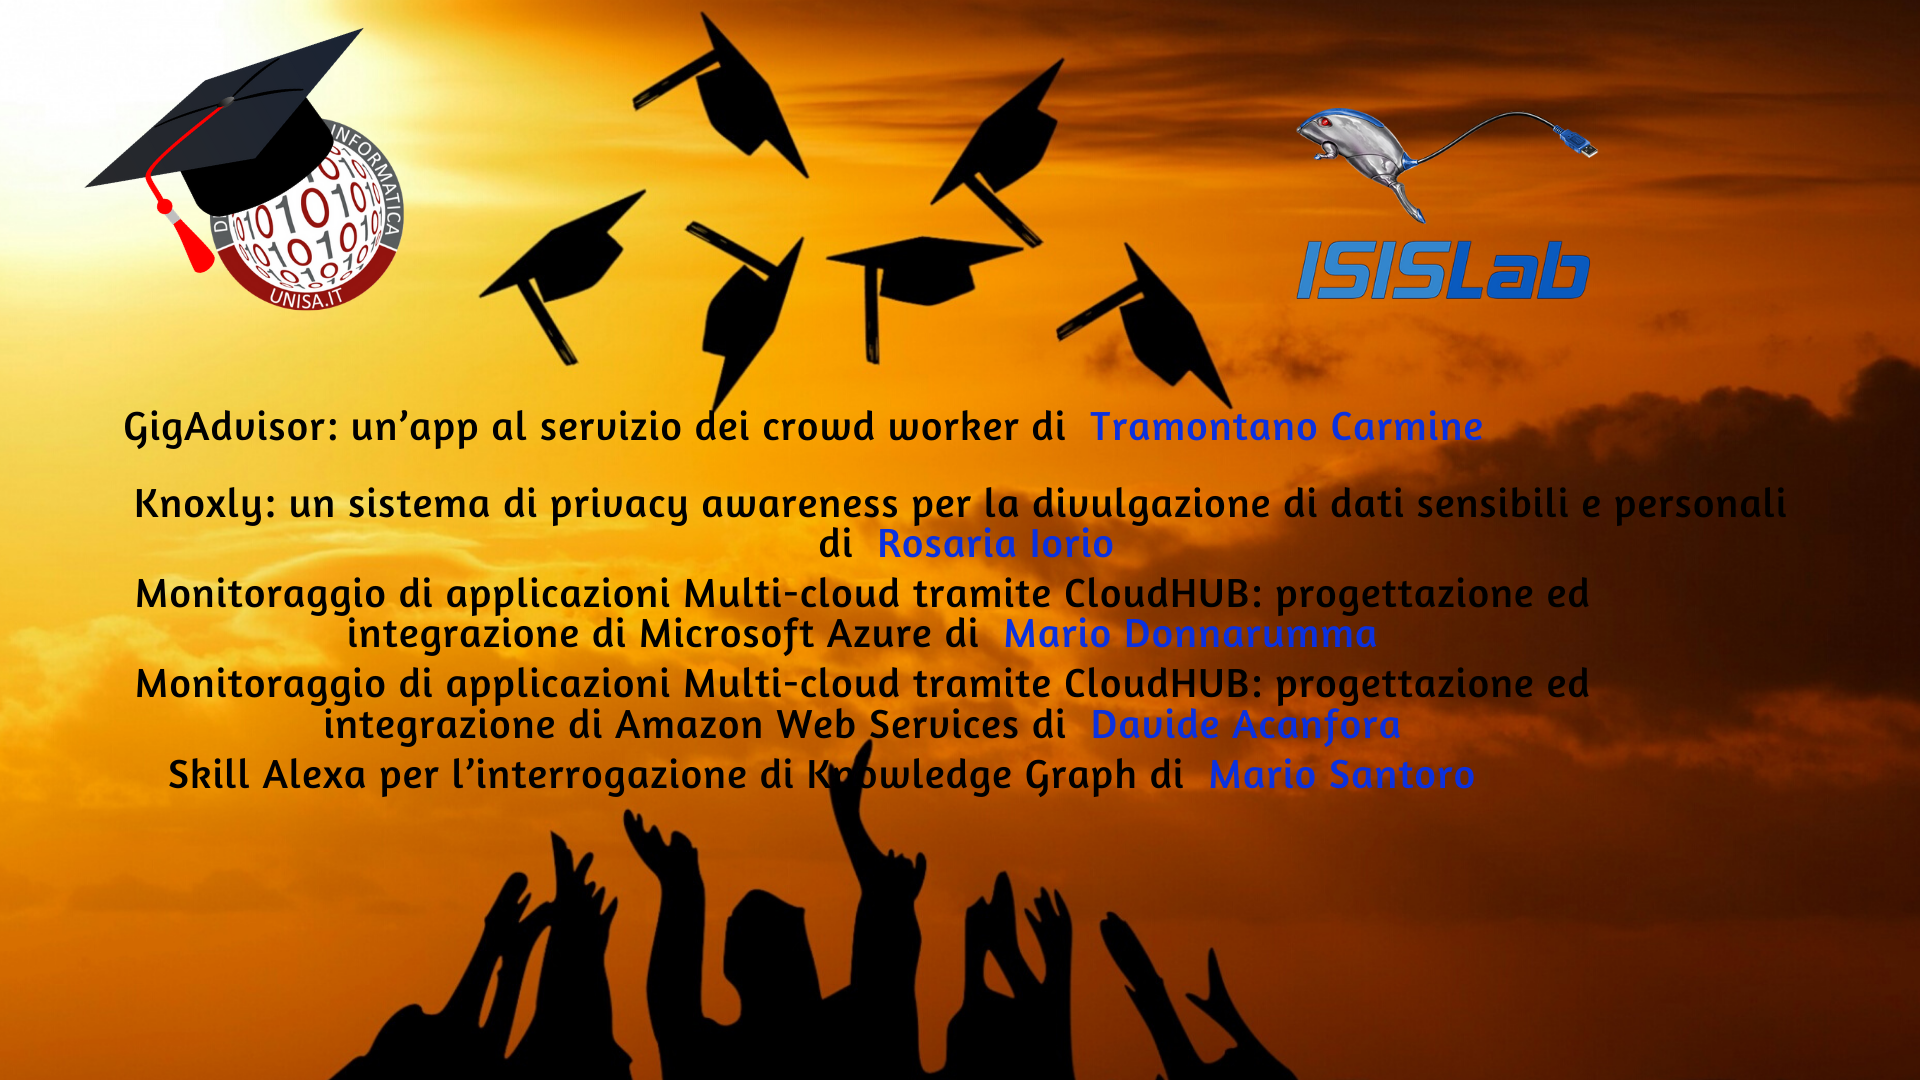 INFORMATICA
UNISA.IT
ISISLab
GigAdvisor: un’app al servizio dei crowd worker di Tramontano Carmine
Knoxly: un sistema di privacy awareness per la divulgazione di dati sensibili e personali
di Rosaria Iorio
Monitoraggio di applicazioni Multi-cloud tramite CloudHUB: progettazione ed
integrazione di Microsoft Azure di Mario Donnarumma
Monitoraggio di applicazioni Multi-cloud tramite CloudHUB: progettazione ed
integrazione di Amazon Web Services di Davide Acanfora
Skill Alexa per l’interrogazione di Knowledge Graph di Mario Santoro